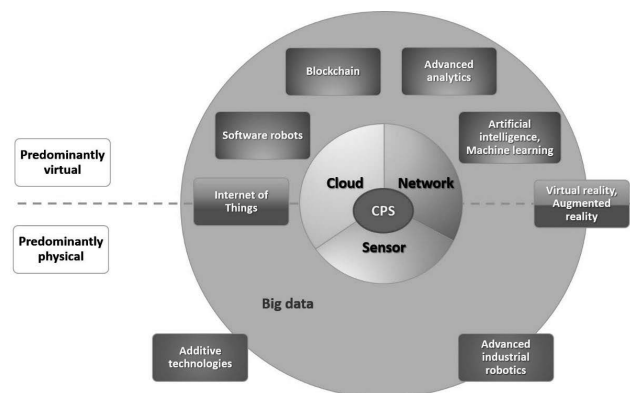 Blockchain
Advanced
analytics
Software robots
Artificial
intelligence,
Machine learning
Predominantly
virtual
Cloud
Network
Internet of
Things
CPS
Virtual reality,
Augmented
reality
Predominantly
physical
Sensor
Big data
Additive
technologies
Advanced
industrial
robotics